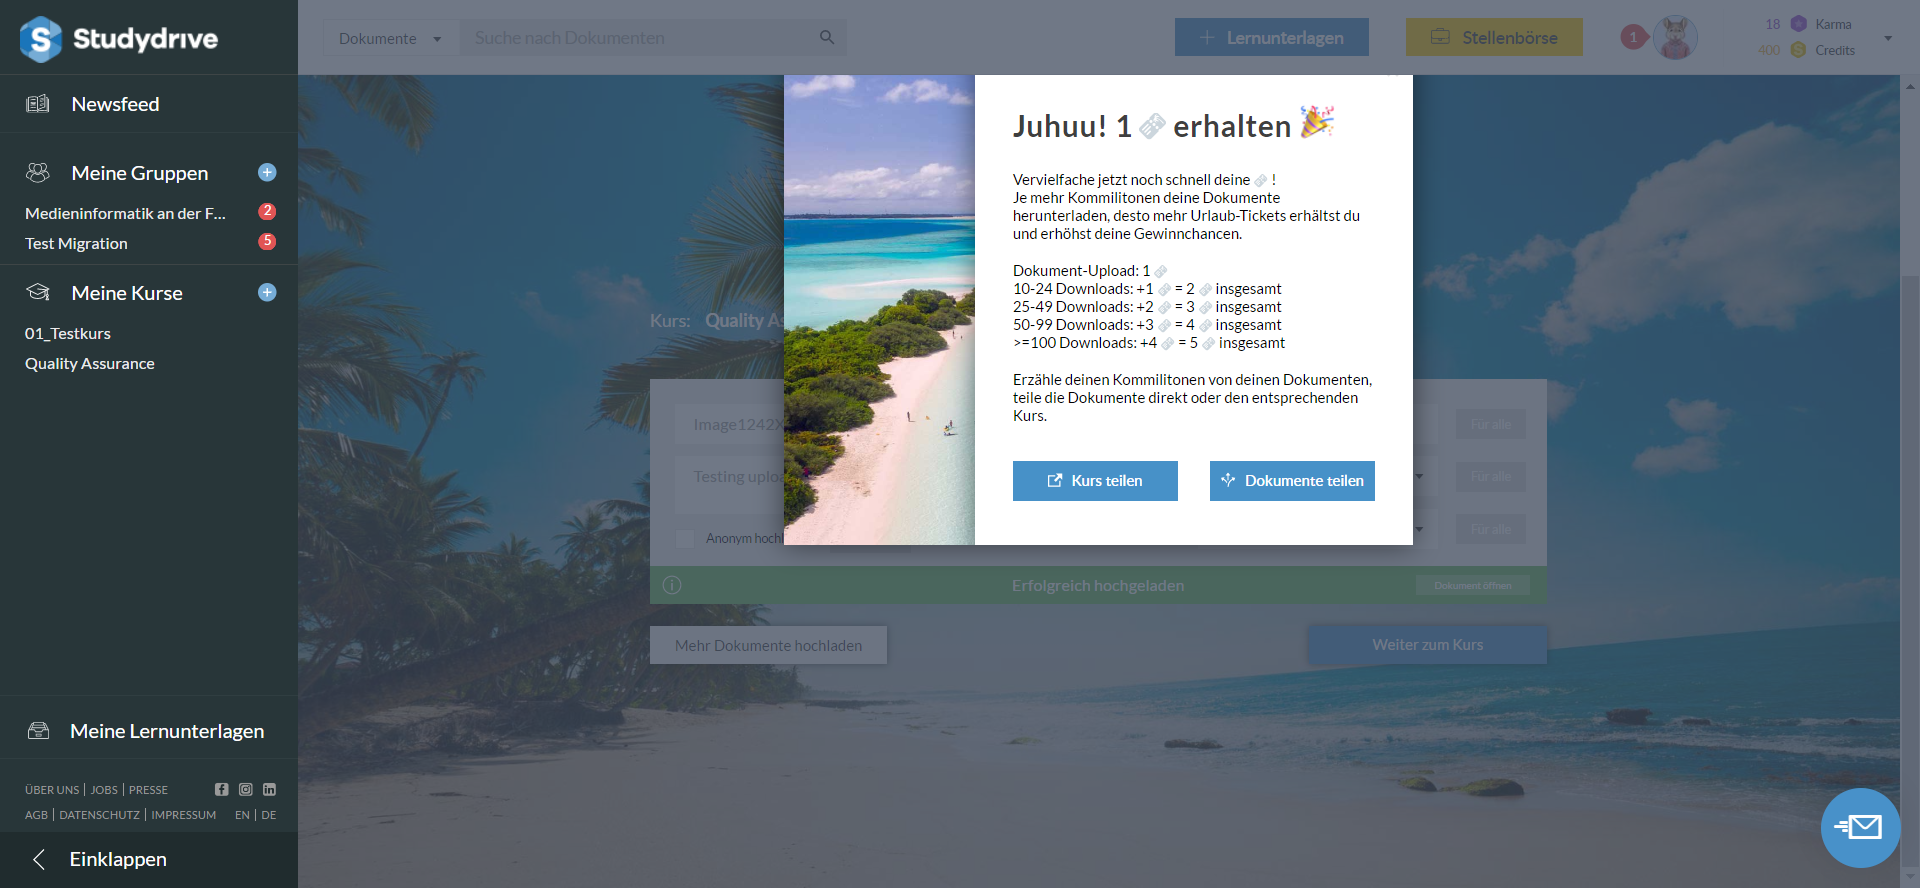 Studydrive
Dokumente
Suche nach Dokumenten
Lernunterlagen
Stellenbörse
1
18 Karma
400 Credits
Newsfeed
Meine Gruppen
Medieninformatik an der F... 2
Test Migration 5
Meine Kurse
01_Testkurs
Quality Assurance
Meine Lernunterlagen
ÜBER UNS | JOBS | PRESSE
AGB | DATENSCHUTZ | IMPRESSUM EN | DE
Einklappen
Juhuu! 1 erhalten
Vervielfache jetzt noch schnell deine !
Je mehr Kommilitonen deine Dokumente
herunterladen, desto mehr Urlaub-Tickets erhältst du
und erhöhst deine Gewinnchancen.
Dokument-Upload: 1
10-24 Downloads: +1 = 2 insgesamt
25-49 Downloads: +2 = 3 insgesamt
50-99 Downloads: +3 = 4 insgesamt
>=100 Downloads: +4 = 5 insgesamt
Erzähle deinen Kommilitonen von deinen Dokumenten,
teile die Dokumente direkt oder den entsprechenden
Kurs.
Kurs teilen
Dokumente teilen
Kurs: Quality As
Image1242X
Für alle
Testing uploa
Für alle
Anonym hochl
Für alle
Erfolgreich hochgeladen
Dokument öffnen
Mehr Dokumente hochladen
Weiter zum Kurs